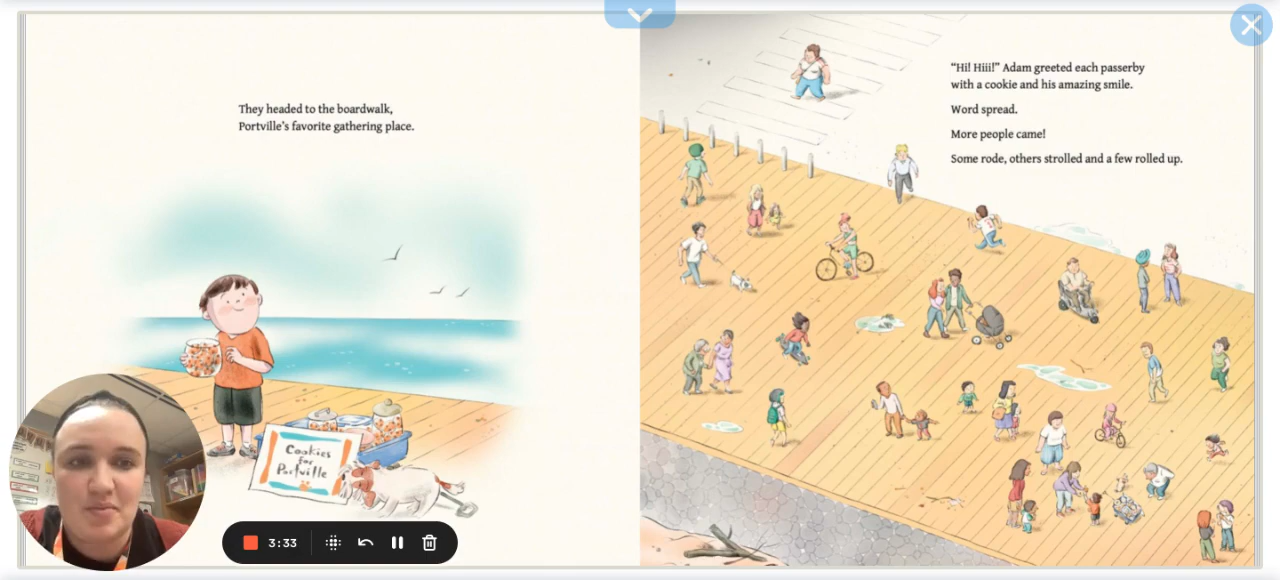 They headed to the boardwalk,
Portville's favorite gathering place.
"Hi! Hiii!" Adam greeted each passerby
with a cookie and his amazing smile.
Word spread.
More people came!
Some rode, others strolled and a few rolled up.
Cookies
for
Portville
3:33